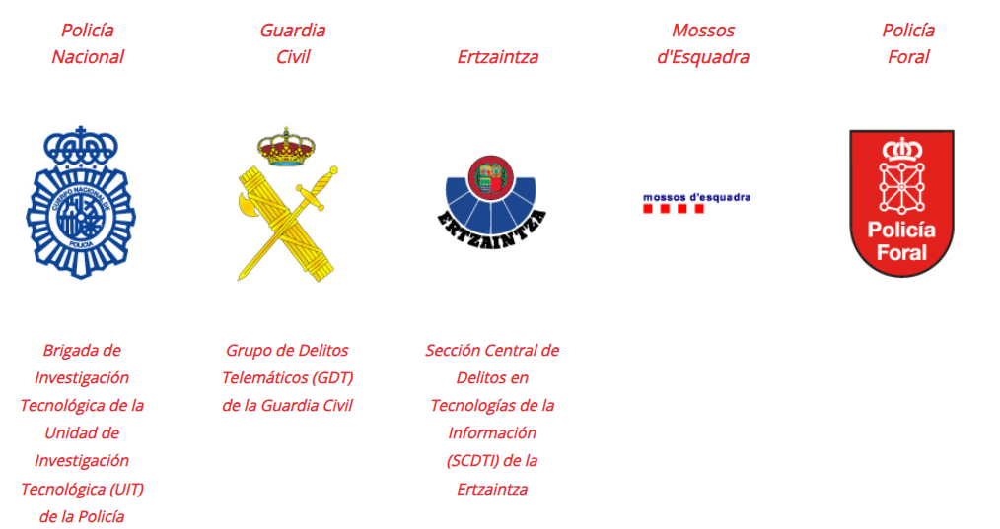 Policía
Nacional
Guardia
Civil
Ertzaintza
Mossos
d'Esquadra
Policía
Foral
CUERPO NACIONAL DE
POLICIA
ERTZAINTZA
mossos d'esquadra
Policía
Foral
Brigada de
Investigación
Tecnológica de la
Unidad de
Investigación
Tecnológica (UIT)
de la Policía
Grupo de Delitos
Telemáticos (GDT)
de la Guardia Civil
Sección Central de
Delitos en
Tecnologías de la
Información
(SCDTI) de la
Ertzaintza